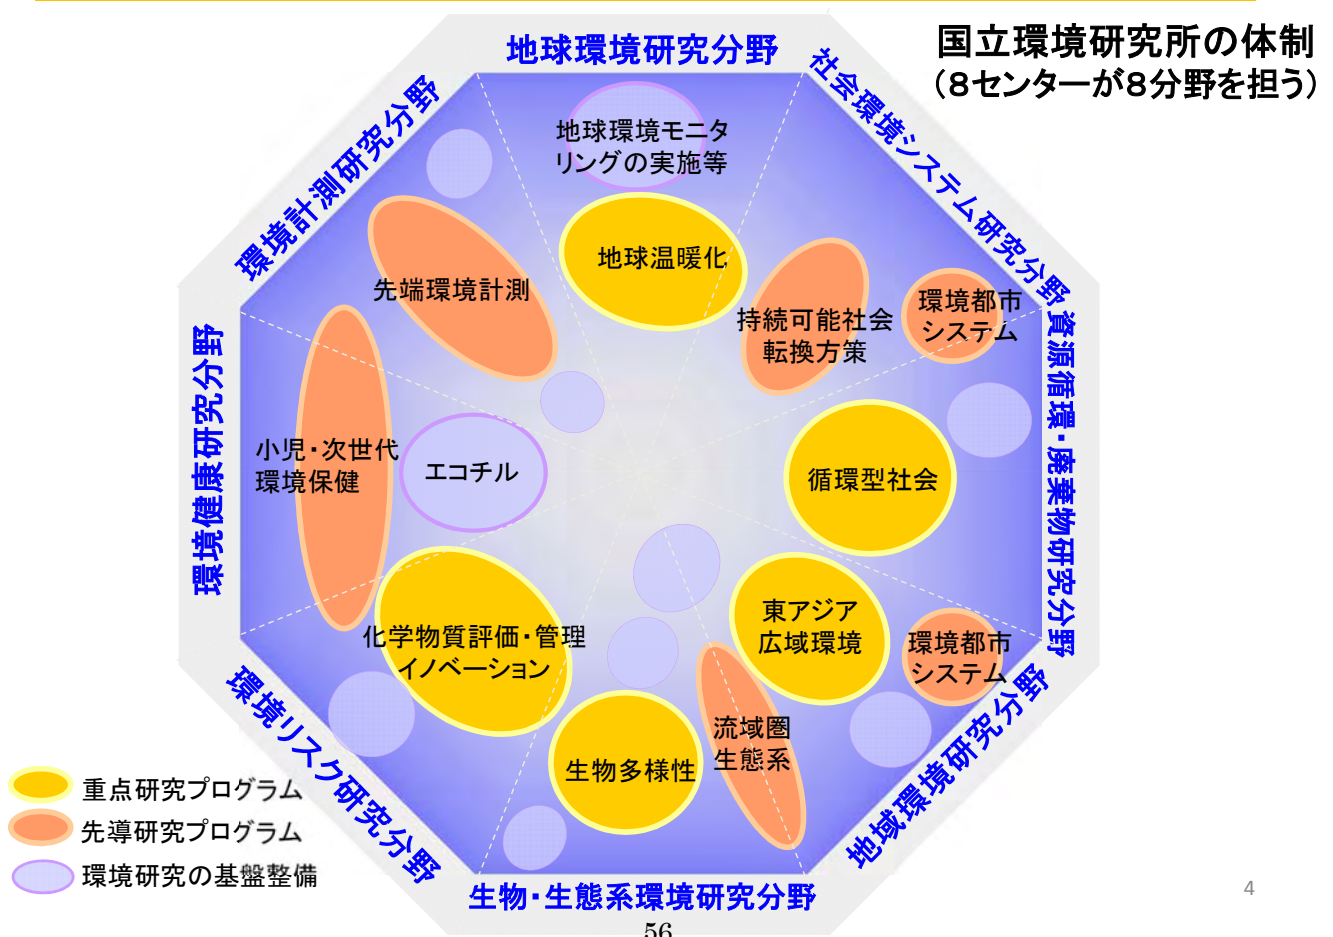 国立環境研究所の体制
（８センターが８分野を担う）
地球環境研究分野
社会環境システム研究分野
資源循環・廃棄物研究分野
地域環境研究分野
生物・生態系環境研究分野
環境リスク研究分野
環境健康研究分野
環境計測研究分野
地球環境モニタ
リングの実施等
地球温暖化
先端環境計測
持続可能社会
転換方策
環境都市
システム
小児・次世代
環境保健
エコチル
循環型社会
東アジア
広域環境
環境都市
システム
化学物質評価・管理
イノベーション
流域圏
生態系
生物多様性
重点研究プログラム
先導研究プログラム
環境研究の基盤整備
4
56